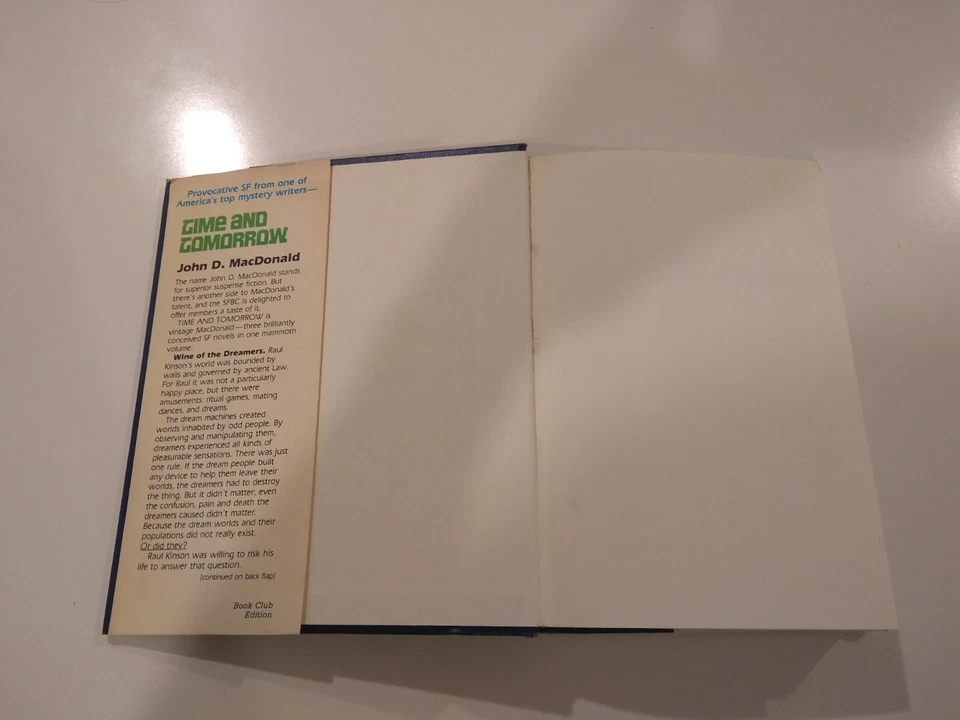 Provocative SF from one of
America's top mystery writers—
TIME AND
TOMORROW
John D. MacDonald
The name John D. MacDonald stands
for superior suspense fiction. But
there's another side to MacDonald's
talent, and the SFBC is delighted to
offer members a taste of it.
TIME AND TOMORROW is
vintage MacDonald—three brilliantly
conceived SF novels in one mammoth
volume:
Wine of the Dreamers. Raul
Kinson's world was bounded by
walls and governed by ancient Law.
For Raul it was not a particularly
happy place, but there were
amusements: ritual games, mating
dances, and dreams.
The dream machines created
worlds inhabited by odd people. By
observing and manipulating them,
dreamers experienced all kinds of
pleasurable sensations. There was just
one rule. If the dream people built
any device to help them leave their
worlds, the dreamers had to destroy
the thing. But it didn't matter; even
the confusion, pain and death the
dreamers caused didn't matter.
Because the dream worlds and their
populations did not really exist.
Or did they?
Raul Kinson was willing to risk his
life to answer that question.
(continued on back flap)
Book Club
Edition